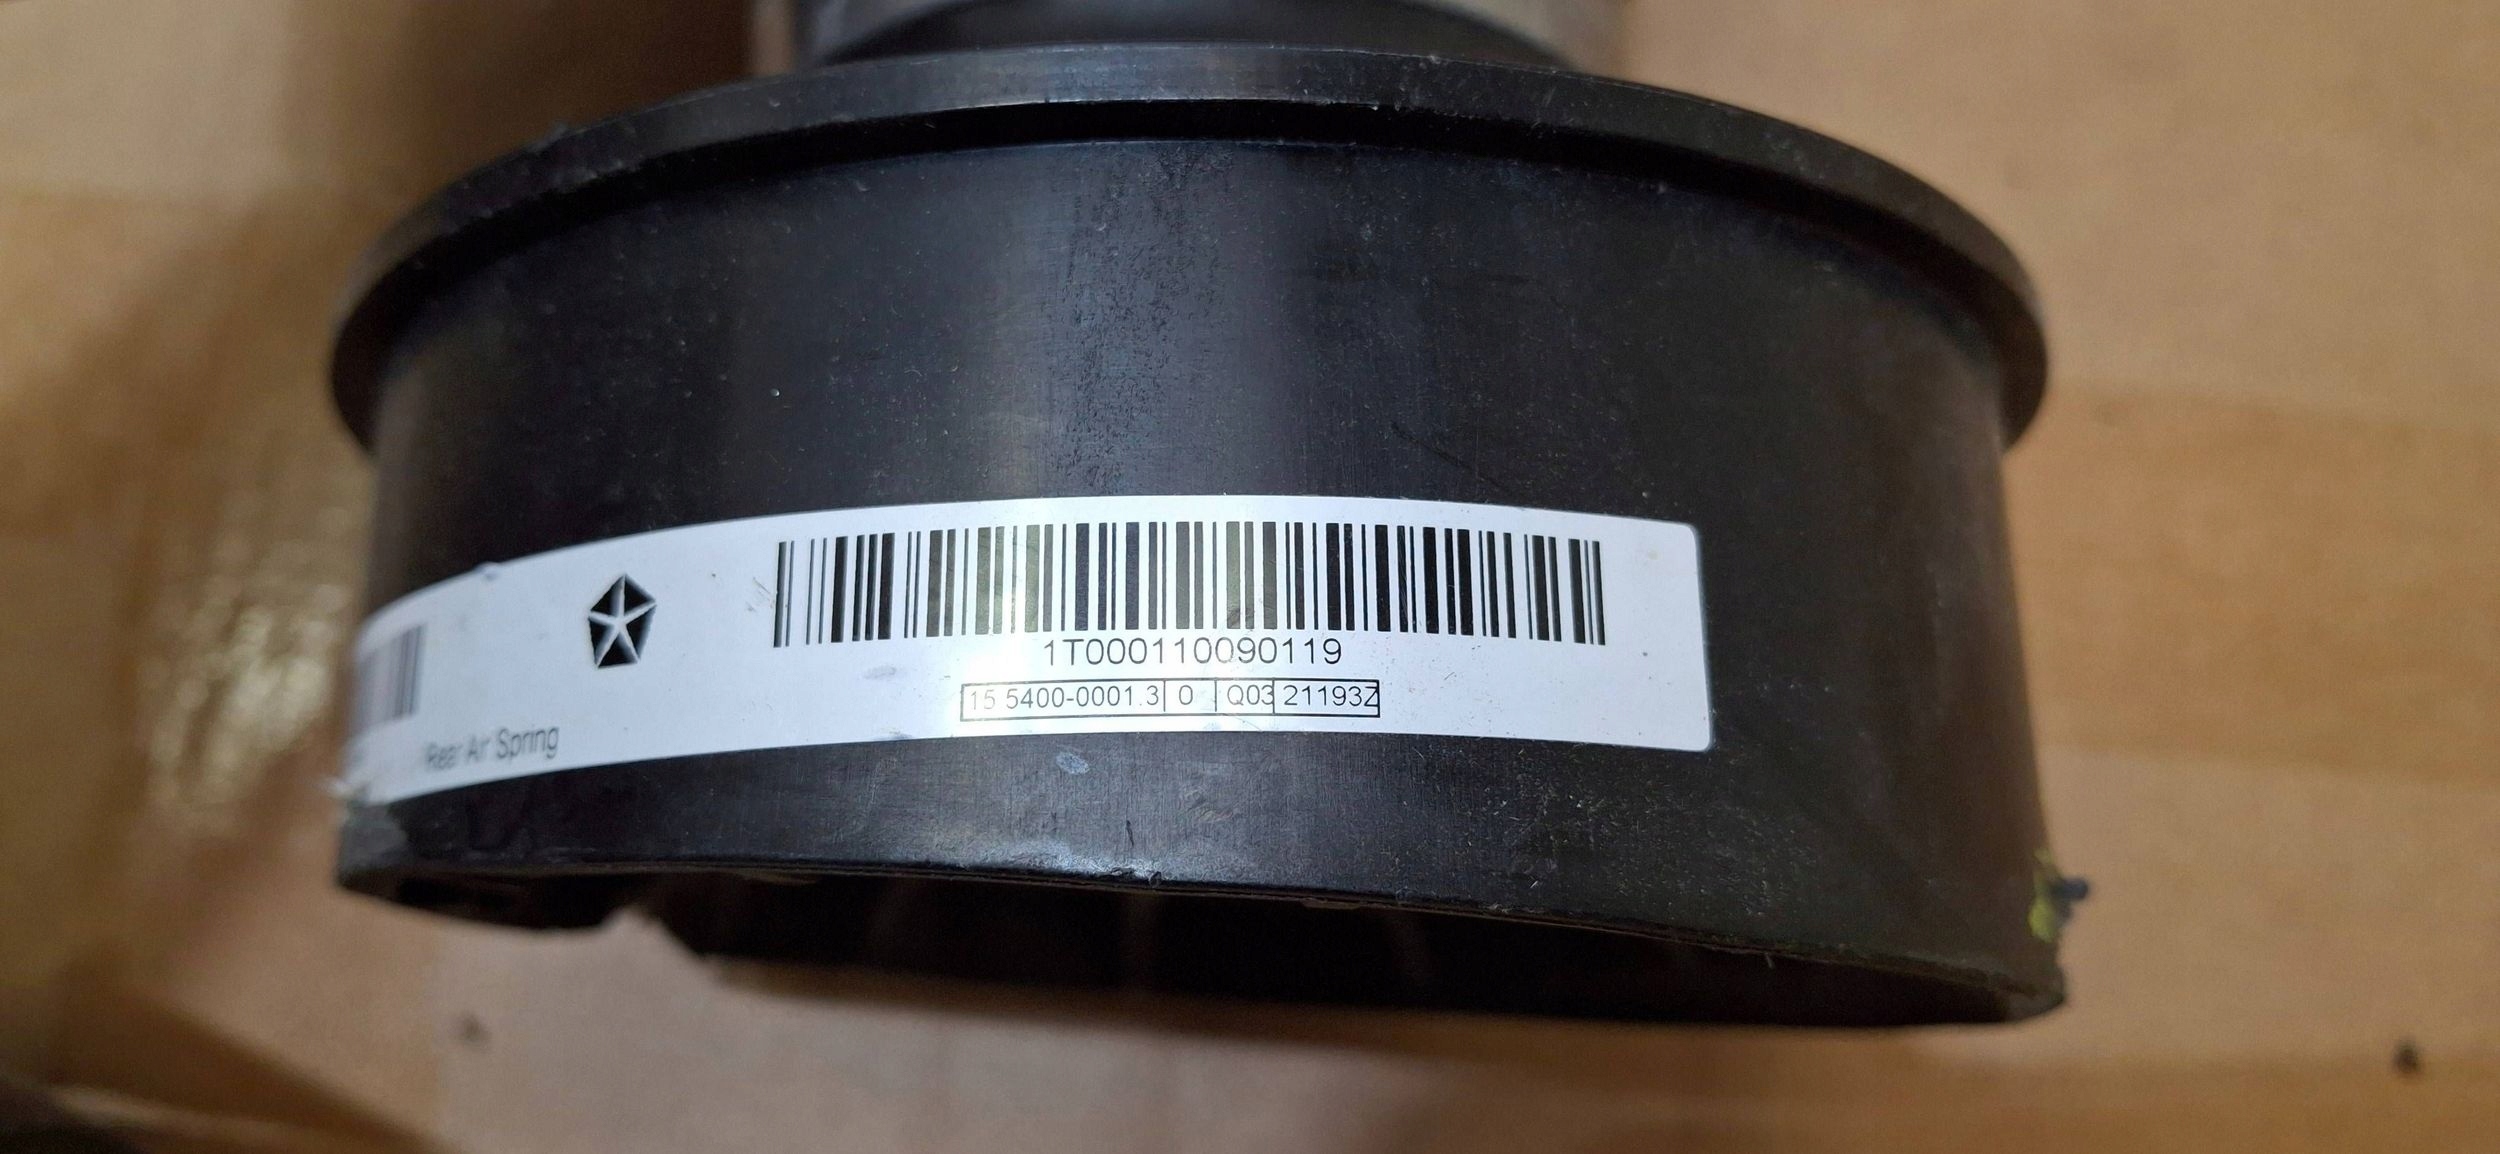 1T000110090119
15 5400-0001.3 0 Q03 21193Z
Rear Air Spring